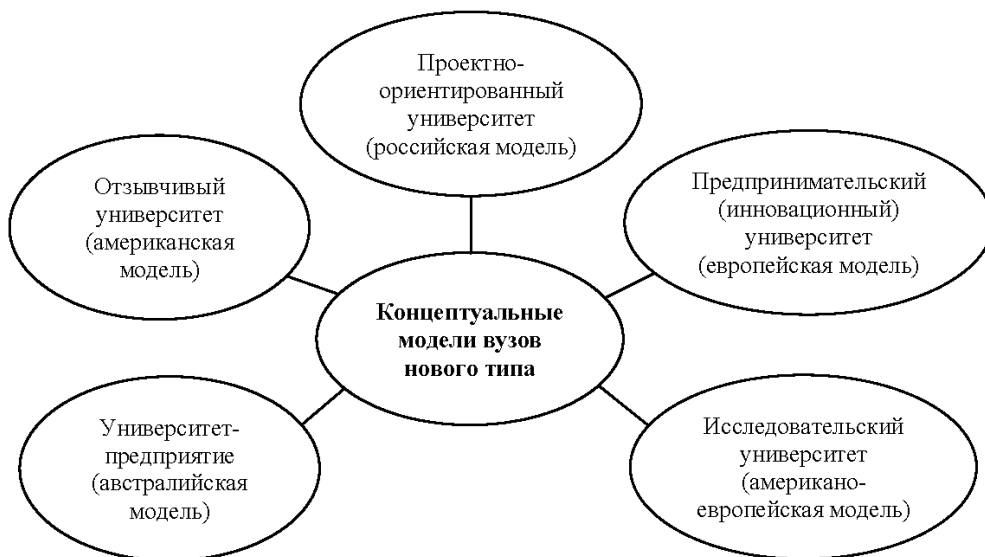 Проектно-
ориентированный
университет
(российская модель)
Отзывчивый
университет
(американская
модель)
Предпринимательский
(инновационный)
университет
(европейская модель)
Концептуальные
модели вузов
нового типа
Университет-
предприятие
(австралийская
модель)
Исследовательский
университет
(американо-
европейская модель)